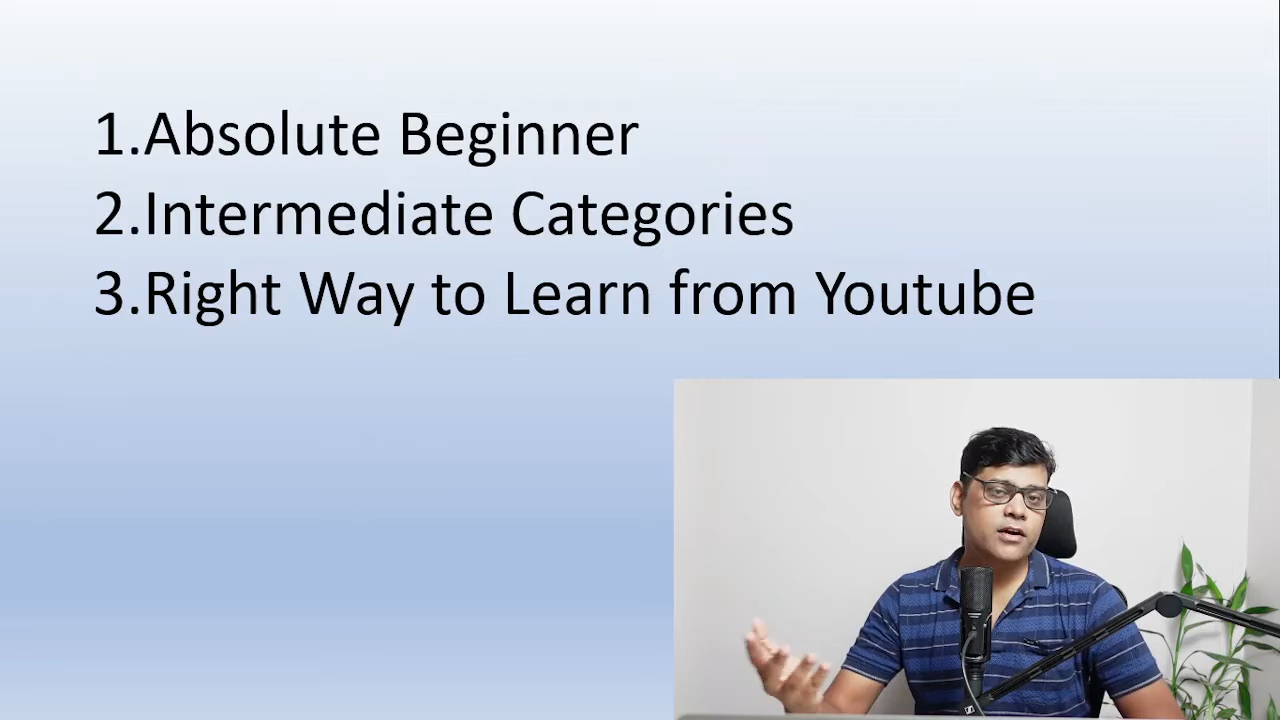 1.Absolute Beginner
2.Intermediate Categories
3.Right Way to Learn from Youtube